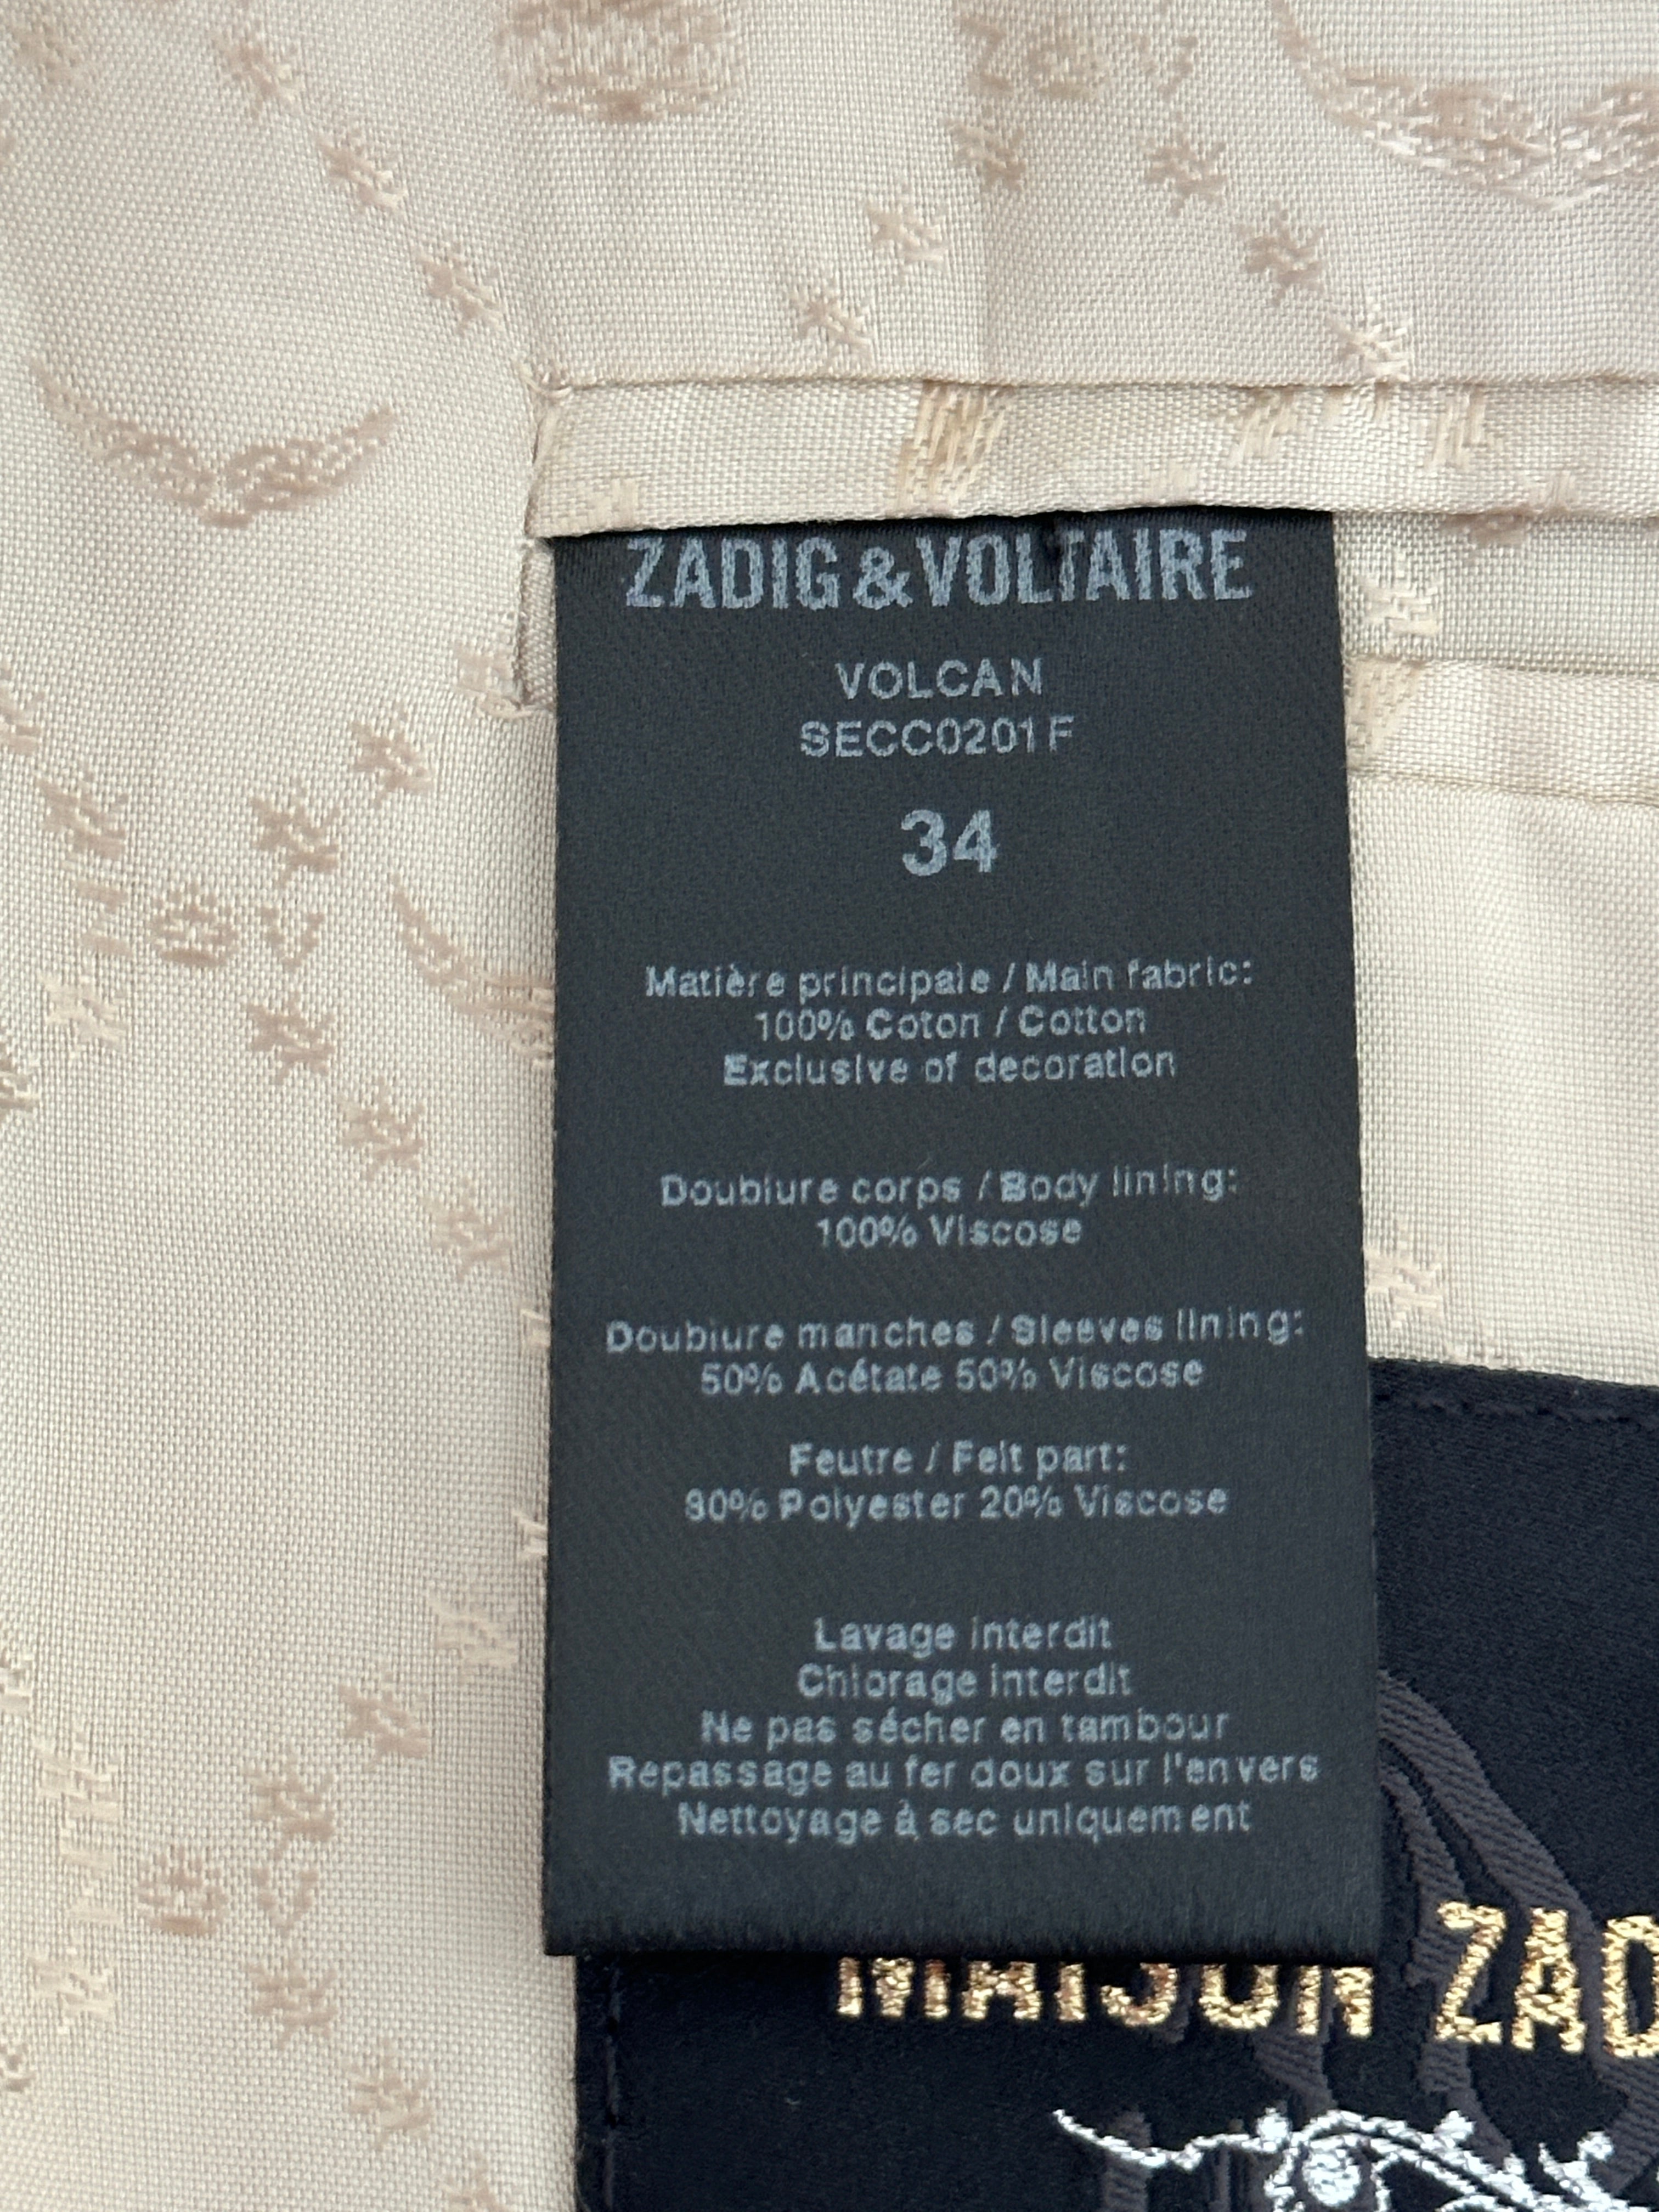 ZADIG&VOLTAIRE
VOLCAN
SECC0201F
34
Matière principale / Main fabric:
100% Coton / Cotton
Exclusive of decoration
Doublure corps / Body lining:
100% Viscose
Doublure manches / Sleeves lining:
50% Acétate 50% Viscose
Feutre / Felt part:
80% Polyester 20% Viscose
Lavage interdit
Chlorage interdit
Ne pas sécher en tambour
Repassage au fer doux sur l'envers
Nettoyage à sec uniquement
MAISON ZAD